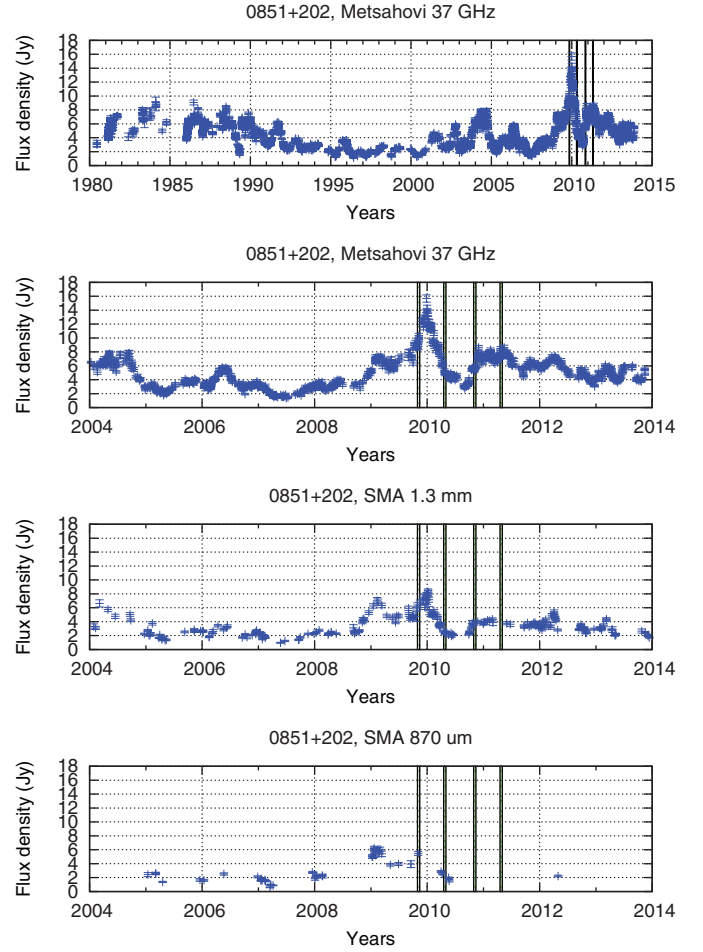 0851+202, Metsahovi 37 GHz
Flux density (Jy)
18
16
14
12
10
8
6
4
2
0
1980 1985 1990 1995 2000 2005 2010 2015
Years
0851+202, Metsahovi 37 GHz
Flux density (Jy)
18
16
14
12
10
8
6
4
2
0
2004 2006 2008 2010 2012 2014
Years
0851+202, SMA 1.3 mm
Flux density (Jy)
18
16
14
12
10
8
6
4
2
0
2004 2006 2008 2010 2012 2014
Years
0851+202, SMA 870 um
Flux density (Jy)
18
16
14
12
10
8
6
4
2
0
2004 2006 2008 2010 2012 2014
Years